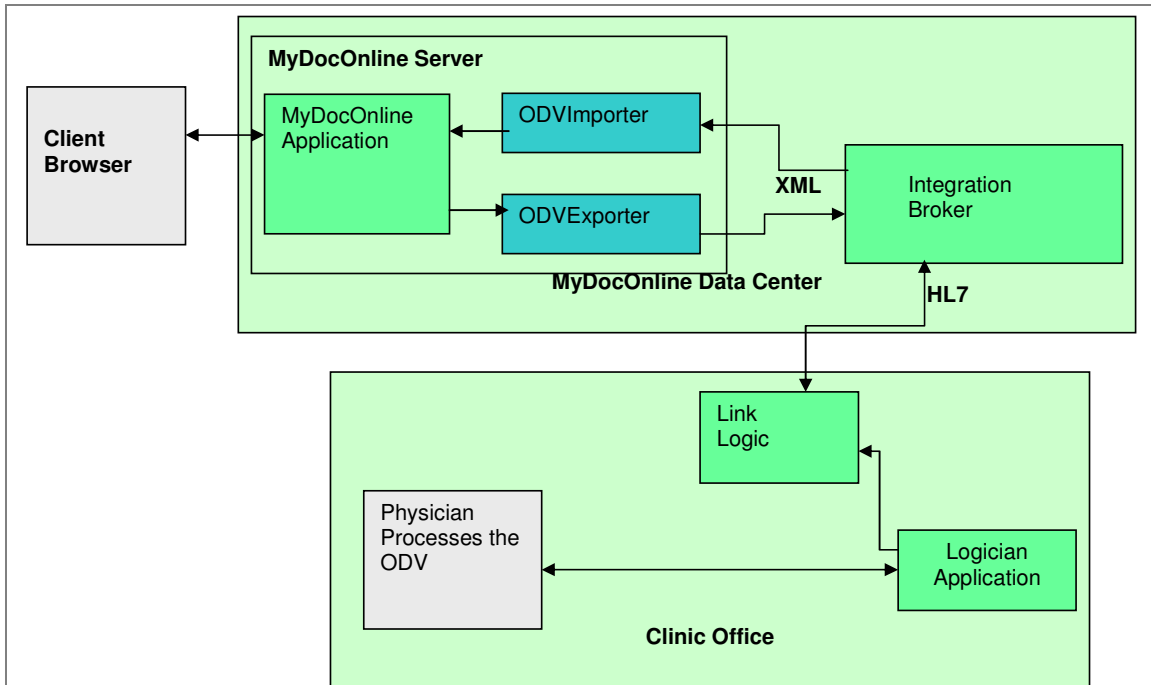 MyDocOnline Server
MyDocOnline
Application
ODVImporter
Client
Browser
XML
Integration
Broker
ODVExporter
MyDocOnline Data Center
HL7
Link
Logic
Physician
Processes the
ODV
Logician
Application
Clinic Office